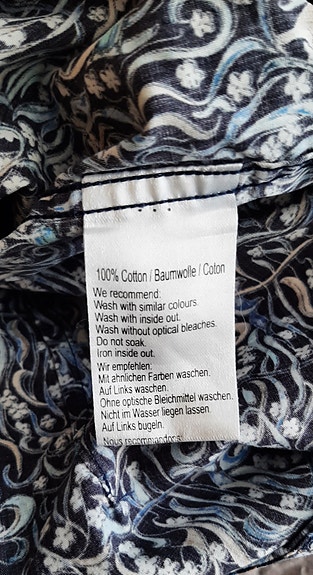 100% Cotton / Baumwolle / Coton
We recommend:
Wash with similar colours.
Wash with inside out.
Wash without optical bleaches.
Do not soak.
Iron inside out.
Wir empfehlen:
Mit ähnlichen Farben waschen.
Auf Links waschen.
Ohne optische Bleichmittel waschen.
Nicht im Wasser liegen lassen
Auf Links bugeln.
Nous recommandons: